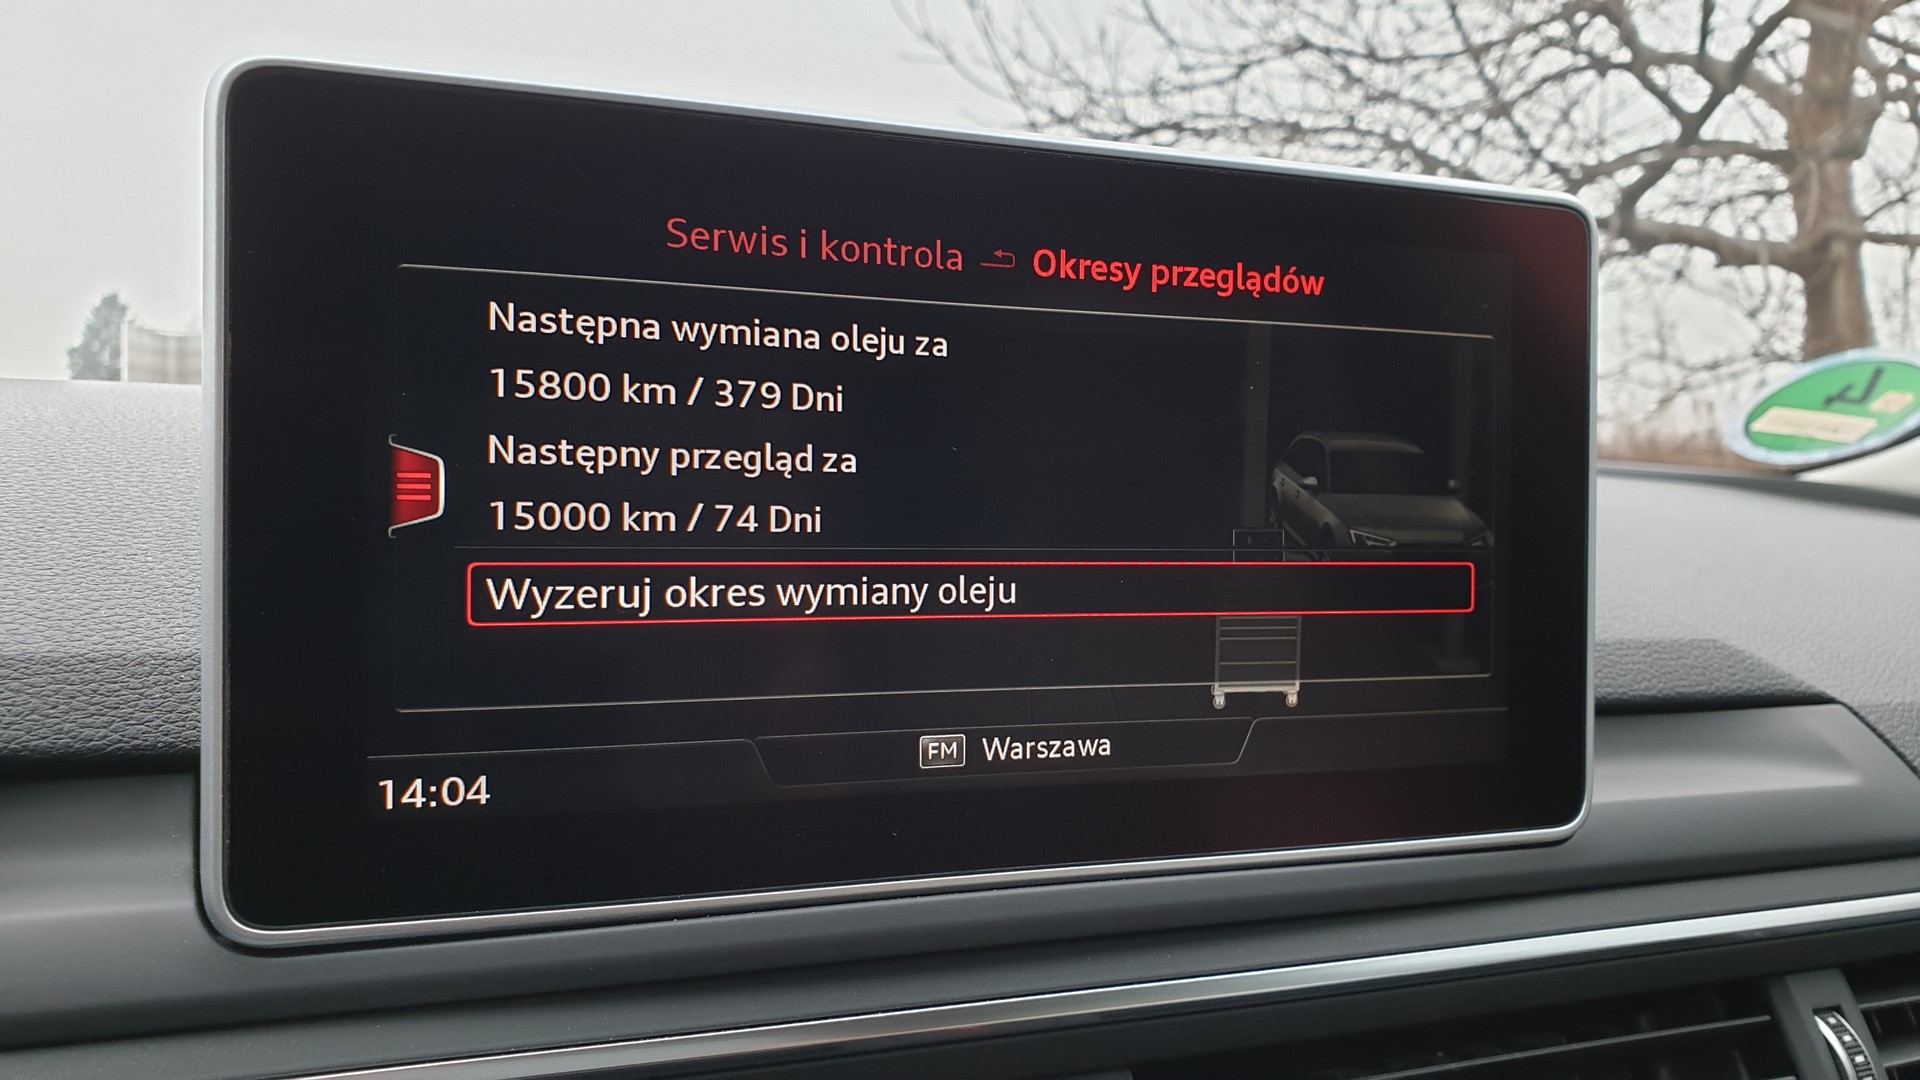 Serwis i kontrola Okresy przeglądów
Następna wymiana oleju za
15800 km / 379 Dni
Następny przegląd za
15000 km / 74 Dni
Wyzeruj okres wymiany oleju
FM Warszawa
14:04